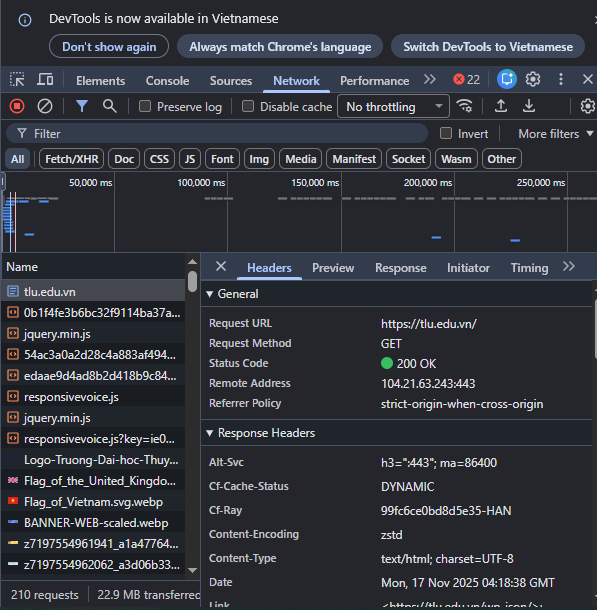 DevTools is now available in Vietnamese
Don't show again
Always match Chrome's language
Switch DevTools to Vietnamese
Elements Console Sources Network Performance 22
Preserve log Disable cache No throttling
Filter Invert More filters
All Fetch/XHR Doc CSS JS Font Img Media Manifest Socket Wasm Other
50,000 ms 100,000 ms 150,000 ms 200,000 ms 250,000 ms
Name
tlu.edu.vn
0b1f4fe3b6bc32f9114ba37a...
jquery.min.js
54ac3a0a2d28c4a883af494...
edaae9d4ad8b2d418b9c84...
responsivevoice.js
jquery.min.js
responsivevoice.js?key=ie0...
Logo-Truong-Dai-hoc-Thuy...
Flag_of_the_United_Kingdo...
Flag_of_Vietnam.svg.webp
BANNER-WEB-scaled.webp
z7197554961941_a1a47764...
z7197554962062_a3d06b33...
210 requests 22.9 MB transferred
Headers Preview Response Initiator Timing
General
Request URL https://tlu.edu.vn/
Request Method GET
Status Code 200 OK
Remote Address 104.21.63.243:443
Referrer Policy strict-origin-when-cross-origin
Response Headers
Alt-Svc h3=":443"; ma=86400
Cf-Cache-Status DYNAMIC
Cf-Ray 99fc6ce0bd8d5e35-HAN
Content-Encoding zstd
Content-Type text/html; charset=UTF-8
Date Mon, 17 Nov 2025 04:18:38 GMT
Link <https://tlu.edu.vn/wp-json/>;